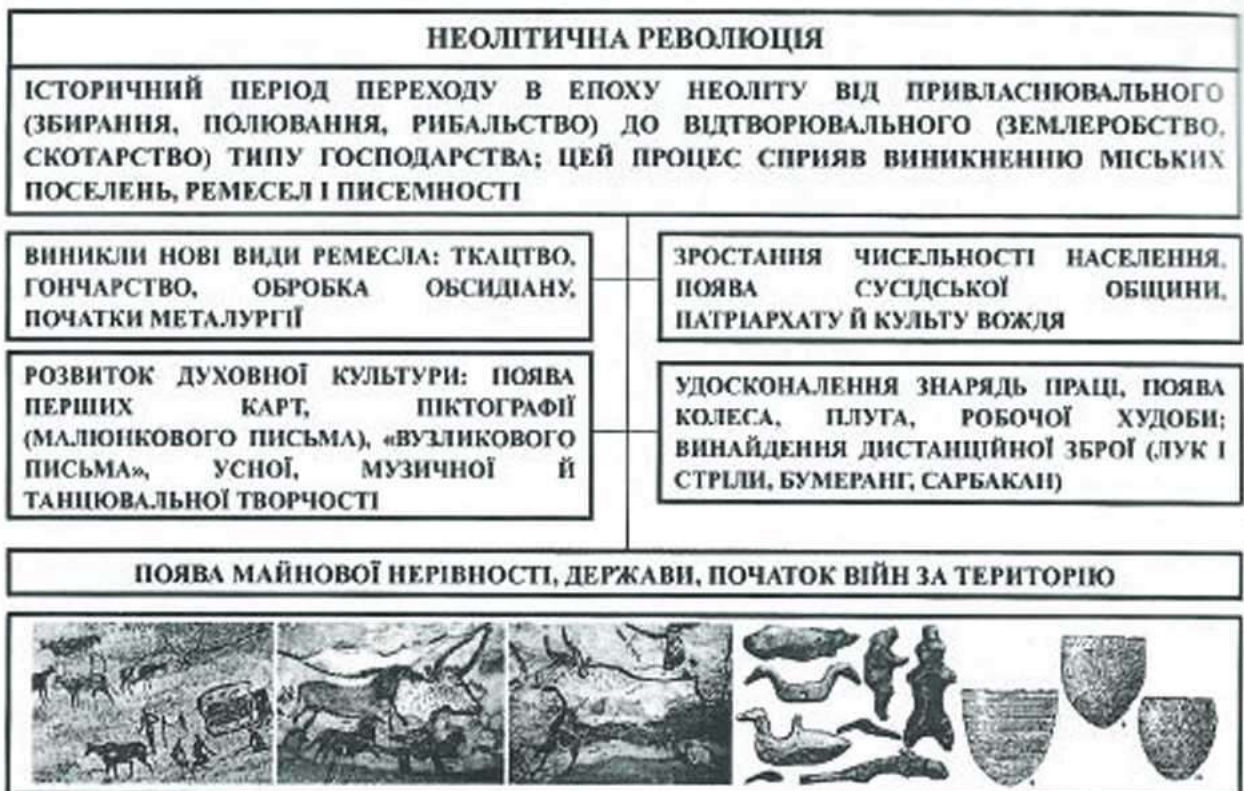 НЕОЛІТИЧНА РЕВОЛЮЦІЯ
ІСТОРИЧНИЙ ПЕРІОД ПЕРЕХОДУ В ЕПОХУ НЕОЛІТУ ВІД ПРИВЛАСНЮВАЛЬНОГО
(ЗБИРАННЯ, ПОЛЮВАННЯ, РИБАЛЬСТВО) ДО ВІДТВОРЮВАЛЬНОГО (ЗЕМЛЕРОБСТВО,
СКОТАРСТВО) ТИПУ ГОСПОДАРСТВА; ЦЕЙ ПРОЦЕС СПРИЯВ ВИНИКНЕННЮ МІСЬКИХ
ПОСЕЛЕНЬ, РЕМЕСЕЛ І ПИСЕМНОСТІ
ВИНИКЛИ НОВІ ВИДИ РЕМЕСЛА: ТКАЦТВО,
ГОНЧАРСТВО, ОБРОБКА ОБСИДІАНУ,
ПОЧАТКИ МЕТАЛУРГІЇ
ЗРОСТАННЯ ЧИСЕЛЬНОСТІ НАСЕЛЕННЯ,
ПОЯВА СУСІДСЬКОЇ ОБЩИНИ,
ПАТРІАРХАТУ Й КУЛЬТУ ВОЖДЯ
РОЗВИТОК ДУХОВНОЇ КУЛЬТУРИ: ПОЯВА
ПЕРШИХ КАРТ, ПІКТОГРАФІЇ
(МАЛЮНКОВОГО ПИСЬМА), «ВУЗЛИКОВОГО
ПИСЬМА», УСНОЇ, МУЗИЧНОЇ Й
ТАНЦЮВАЛЬНОЇ ТВОРЧОСТІ
УДОСКОНАЛЕННЯ ЗНАРЯДЬ ПРАЦІ, ПОЯВА
КОЛЕСА, ПЛУГА, РОБОЧОЇ ХУДОБИ;
ВИНАЙДЕННЯ ДИСТАНЦІЙНОЇ ЗБРОЇ (ЛУК І
СТРІЛИ, БУМЕРАНГ, САРБАКАН)
ПОЯВА МАЙНОВОЇ НЕРІВНОСТІ, ДЕРЖАВИ, ПОЧАТОК ВІЙН ЗА ТЕРИТОРІЮ